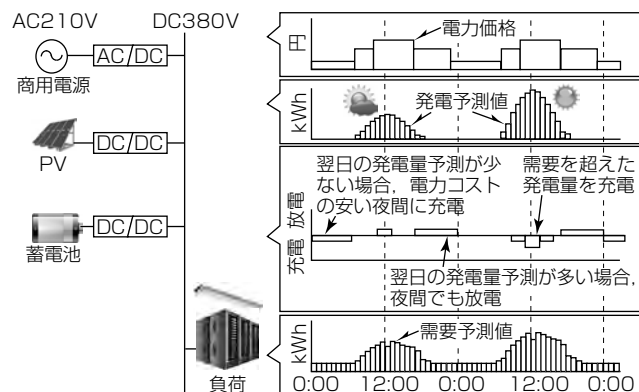 AC210V
DC380V
AC/DC
商用電源
DC/DC
PV
DC/DC
蓄電池
負荷
円
電力価格
kWh
発電予測値
放電
充電
翌日の発電量予測が少
ない場合，電力コスト
の安い夜間に充電
需要を超えた
発電量を充電
翌日の発電量予測が多い場合，
夜間でも放電
kWh
需要予測値
0:00 12:00 0:00 12:00 0:00